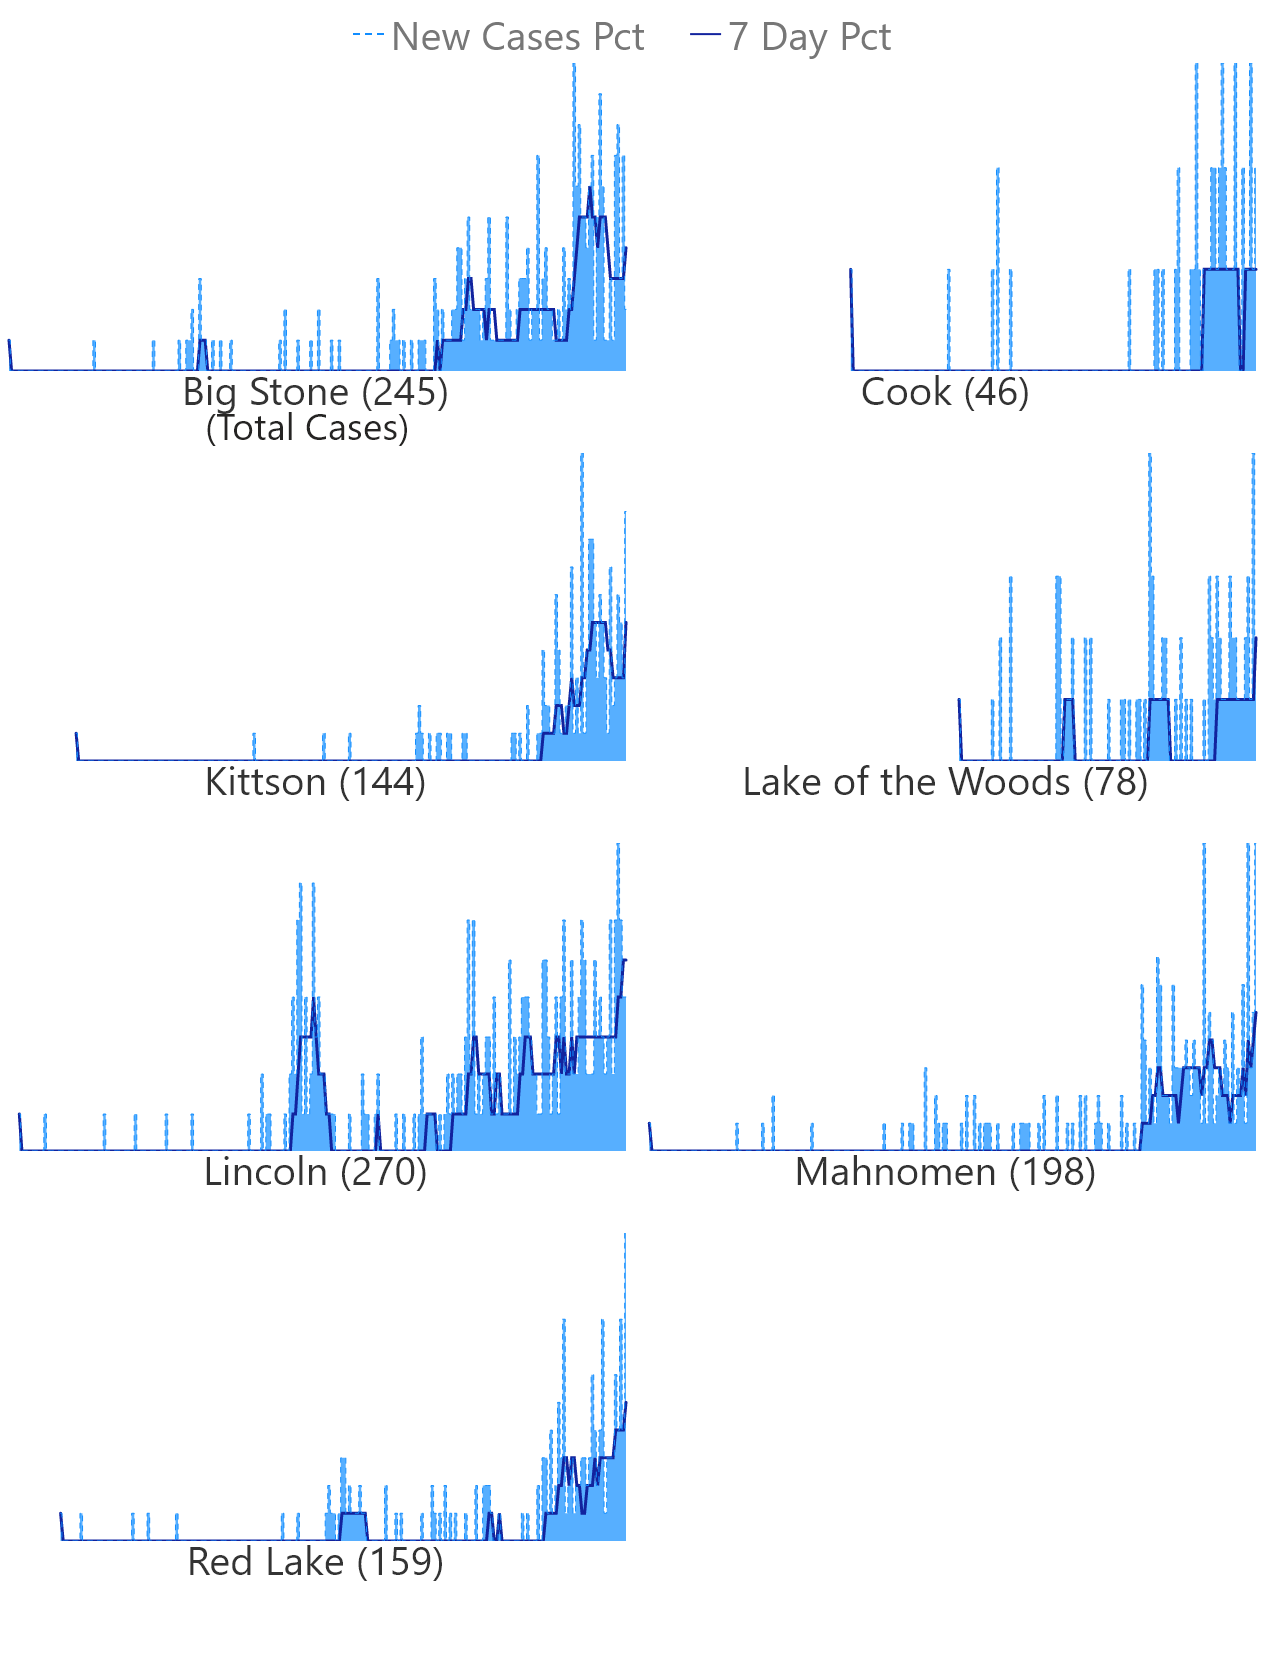 New Cases Pct 7 Day Pct
Big Stone (245) Cook (46)
(Total Cases)
Kittson (144) Lake of the Woods (78)
Lincoln (270) Mahnomen (198)
Red Lake (159)